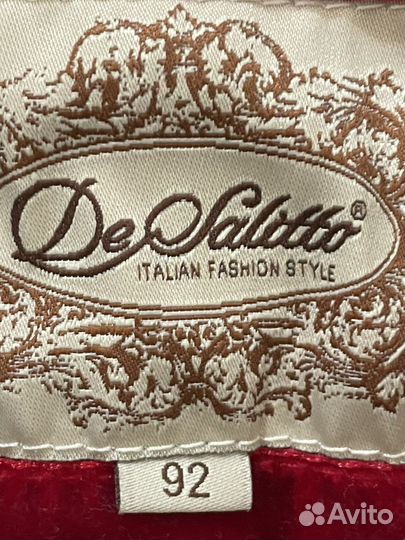 De Salitto®
ITALIAN FASHION STYLE
92
Avito